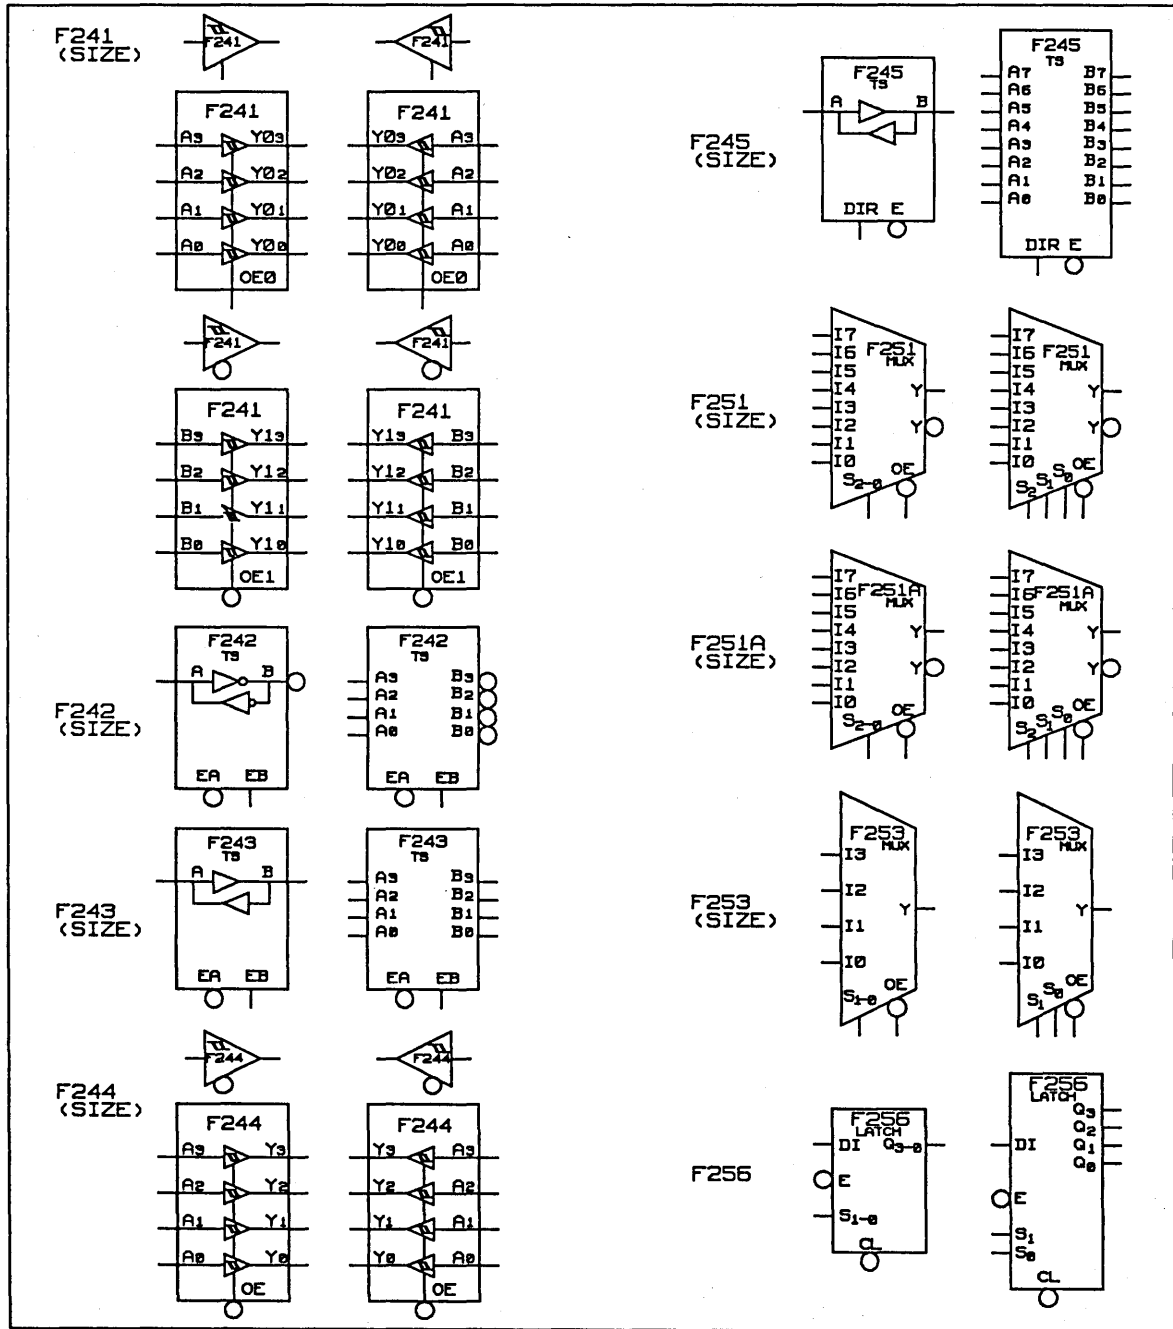 F241
(SIZE)
F241
F241
F241
A3 Y03
A2 Y02
A1 Y01
A0 Y00
OE0
F241
Y03 A3
Y02 A2
Y01 A1
Y00 A0
OE0
F241
F241
F241
B3 Y13
B2 Y12
B1 Y11
B0 Y10
OE1
F241
Y13 B3
Y12 B2
Y11 B1
Y10 B0
OE1
F242
(SIZE)
F242
TS
A B
EA EB
F242
TS
A3 B3
A2 B2
A1 B1
A0 B0
EA EB
F243
(SIZE)
F243
TS
A B
EA EB
F243
TS
A3 B3
A2 B2
A1 B1
A0 B0
EA EB
F244
(SIZE)
F244
F244
F244
A3 Y3
A2 Y2
A1 Y1
A0 Y0
OE
F244
Y3 A3
Y2 A2
Y1 A1
Y0 A0
OE
F245
(SIZE)
F245
TS
A B
DIR E
F245
TS
A7 B7
A6 B6
A5 B5
A4 B4
A3 B3
A2 B2
A1 B1
A0 B0
DIR E
F251
(SIZE)
I7
I6 F251
I5 MUX
I4 Y
I3
I2 Y
I1
I0 OE
S2-0
I7
I6 F251
I5 MUX
I4 Y
I3
I2 Y
I1
I0 OE
S2 S1 S0
F251A
(SIZE)
I7
I6 F251A
I5 MUX
I4 Y
I3
I2 Y
I1
I0 OE
S2-0
I7
I6 F251A
I5 MUX
I4 Y
I3
I2 Y
I1
I0 OE
S2 S1 S0
F253
(SIZE)
F253
MUX
I3
I2
Y
I1
I0
OE
S1-0
F253
MUX
I3
I2
Y
I1
I0
OE
S1 S0
F256
F256
LATCH
DI Q3-0
E
S1-0
CL
F256
LATCH
Q3
Q2
DI Q1
Q0
E
S1
S0
CL